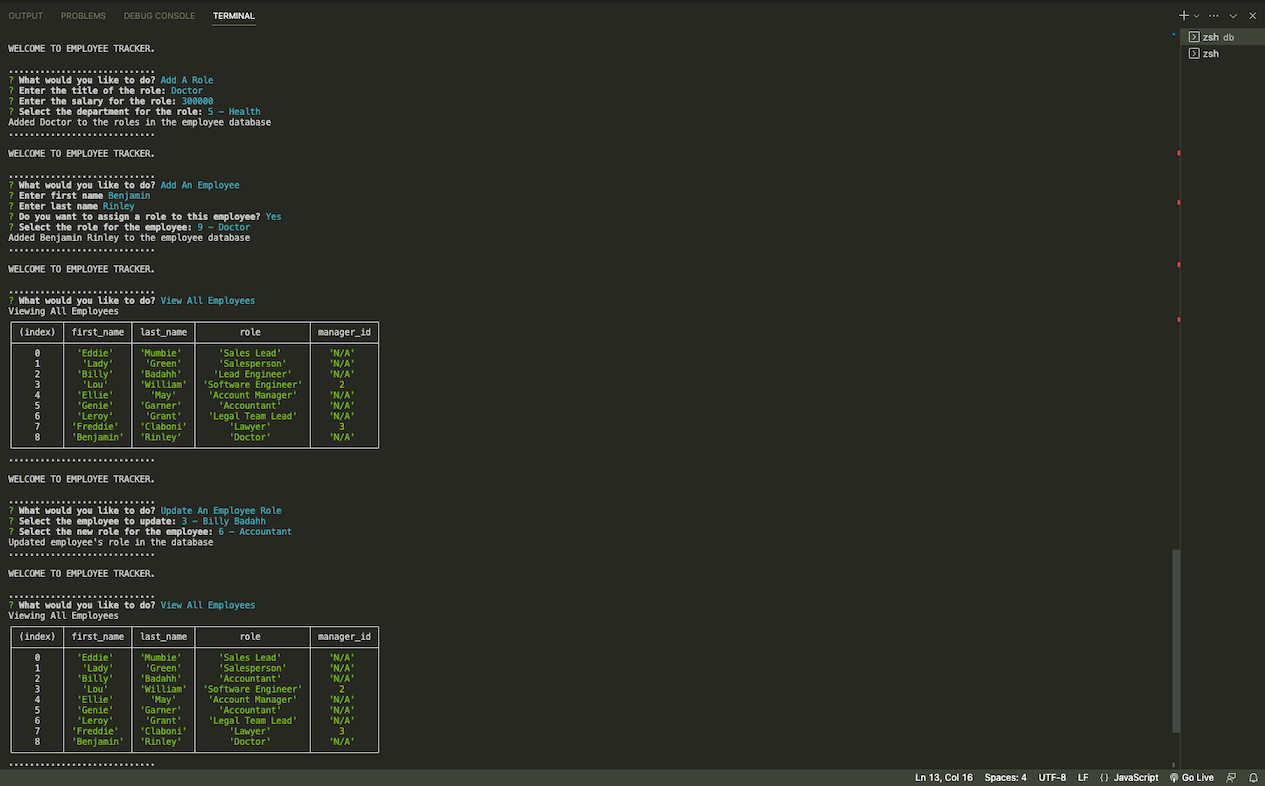 OUTPUT PROBLEMS DEBUG CONSOLE TERMINAL
zsh db
zsh
WELCOME TO EMPLOYEE TRACKER.
............................
? What would you like to do? Add A Role
? Enter the title of the role: Doctor
? Enter the salary for the role: 300000
? Select the department for the role: 5 - Health
Added Doctor to the roles in the employee database
............................
WELCOME TO EMPLOYEE TRACKER.
............................
? What would you like to do? Add An Employee
? Enter first name Benjamin
? Enter last name Rinley
? Do you want to assign a role to this employee? Yes
? Select the role for the employee: 9 - Doctor
Added Benjamin Rinley to the employee database
............................
WELCOME TO EMPLOYEE TRACKER.
............................
? What would you like to do? View All Employees
Viewing All Employees
(index) first_name last_name role manager_id
0 'Eddie' 'Mumbie' 'Sales Lead' 'N/A'
1 'Lady' 'Green' 'Salesperson' 'N/A'
2 'Billy' 'Badahh' 'Lead Engineer' 'N/A'
3 'Lou' 'William' 'Software Engineer' 2
4 'Ellie' 'May' 'Account Manager' 'N/A'
5 'Genie' 'Garner' 'Accountant' 'N/A'
6 'Leroy' 'Grant' 'Legal Team Lead' 'N/A'
7 'Freddie' 'Claboni' 'Lawyer' 3
8 'Benjamin' 'Rinley' 'Doctor' 'N/A'
............................
WELCOME TO EMPLOYEE TRACKER.
............................
? What would you like to do? Update An Employee Role
? Select the employee to update: 3 - Billy Badahh
? Select the new role for the employee: 6 - Accountant
Updated employee's role in the database
............................
WELCOME TO EMPLOYEE TRACKER.
............................
? What would you like to do? View All Employees
Viewing All Employees
(index) first_name last_name role manager_id
0 'Eddie' 'Mumbie' 'Sales Lead' 'N/A'
1 'Lady' 'Green' 'Salesperson' 'N/A'
2 'Billy' 'Badahh' 'Accountant' 'N/A'
3 'Lou' 'William' 'Software Engineer' 2
4 'Ellie' 'May' 'Account Manager' 'N/A'
5 'Genie' 'Garner' 'Accountant' 'N/A'
6 'Leroy' 'Grant' 'Legal Team Lead' 'N/A'
7 'Freddie' 'Claboni' 'Lawyer' 3
8 'Benjamin' 'Rinley' 'Doctor' 'N/A'
............................
Ln 13, Col 16 Spaces: 4 UTF-8 LF {} JavaScript Go Live